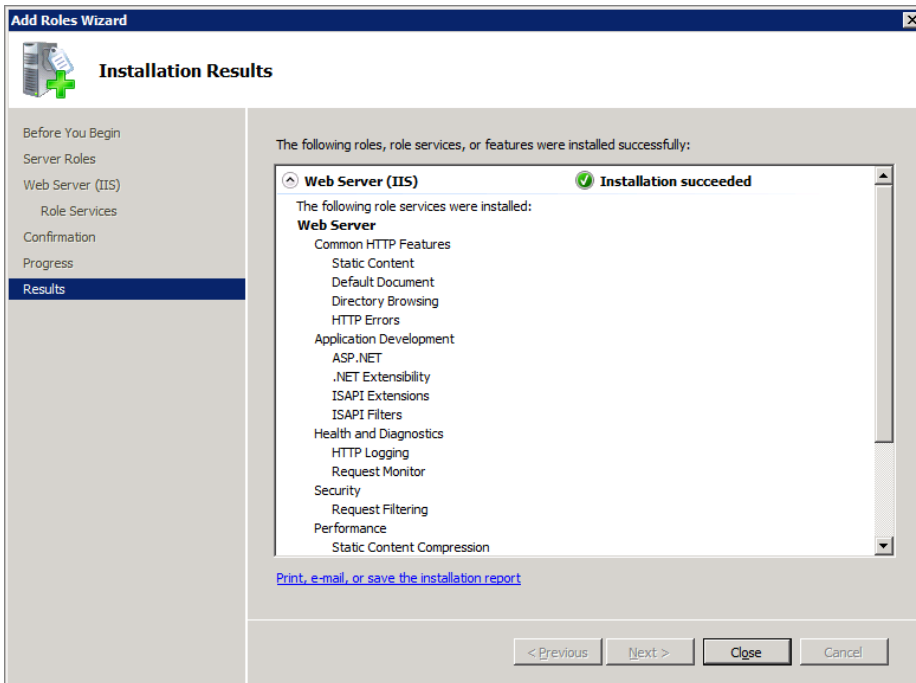 Add Roles Wizard
Installation Results
Before You Begin
Server Roles
Web Server (IIS)
Role Services
Confirmation
Progress
Results
The following roles, role services, or features were installed successfully:
Web Server (IIS) Installation succeeded
The following role services were installed:
Web Server
Common HTTP Features
Static Content
Default Document
Directory Browsing
HTTP Errors
Application Development
ASP.NET
.NET Extensibility
ISAPI Extensions
ISAPI Filters
Health and Diagnostics
HTTP Logging
Request Monitor
Security
Request Filtering
Performance
Static Content Compression
Print, e-mail, or save the installation report
< Previous Next > Close Cancel